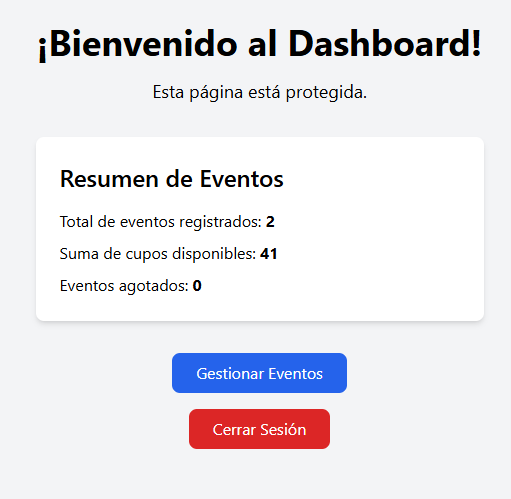 ¡Bienvenido al Dashboard!
Esta página está protegida.
Resumen de Eventos
Total de eventos registrados: 2
Suma de cupos disponibles: 41
Eventos agotados: 0
Gestionar Eventos
Cerrar Sesión